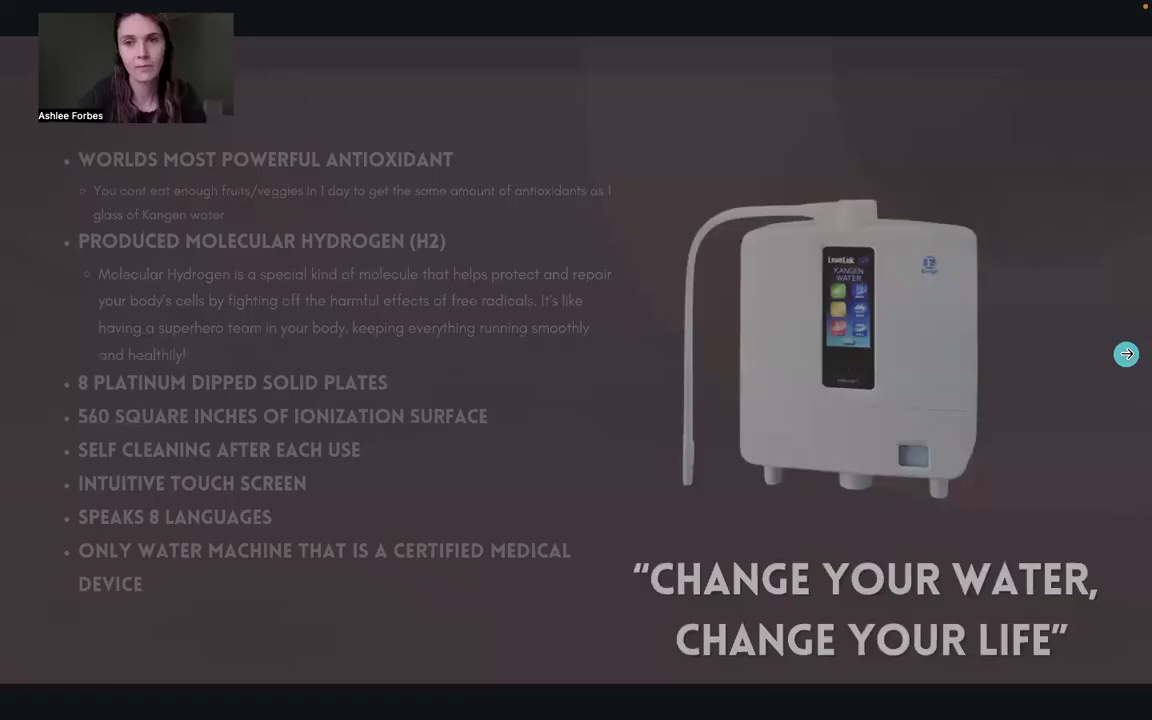 Ashlee Forbes
• WORLDS MOST POWERFUL ANTIOXIDANT
○ You cant eat enough fruits/veggies in 1 day to get the same amount of antioxidants as 1
glass of Kangen water
• PRODUCED MOLECULAR HYDROGEN (H2)
○ Molecular Hydrogen is a special kind of molecule that helps protect and repair
your body's cells by fighting off the harmful effects of free radicals. It's like
having a superhero team in your body, keeping everything running smoothly
and healthily!
• 8 PLATINUM DIPPED SOLID PLATES
• 560 SQUARE INCHES OF IONIZATION SURFACE
• SELF CLEANING AFTER EACH USE
• INTUITIVE TOUCH SCREEN
• SPEAKS 8 LANGUAGES
• ONLY WATER MACHINE THAT IS A CERTIFIED MEDICAL
DEVICE
LeveLuk
KANGEN
WATER
“CHANGE YOUR WATER,
CHANGE YOUR LIFE”